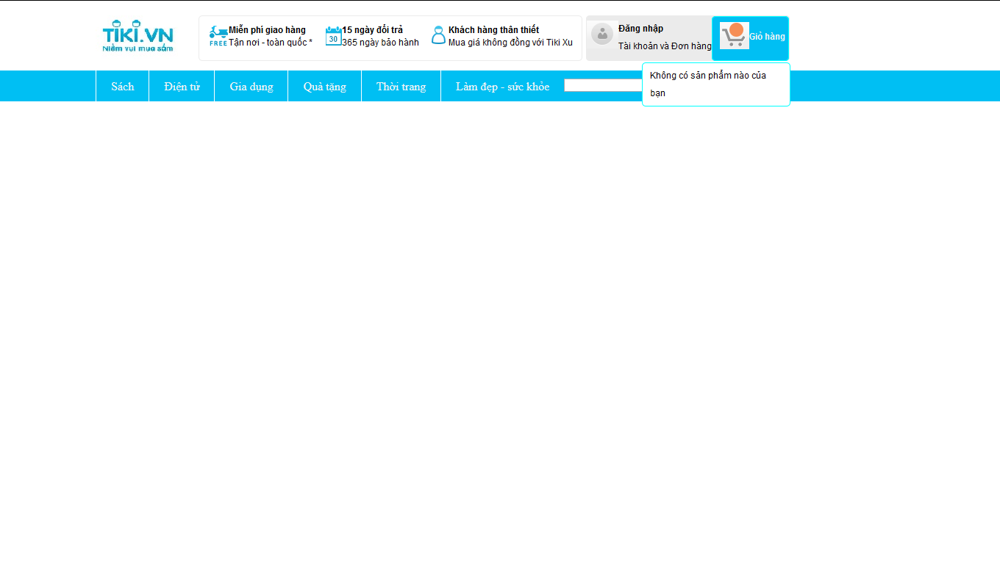 TIKI.VN
Niềm vui mua sắm
FREE
Miễn phí giao hàng
Tận nơi - toàn quốc *
30
15 ngày đổi trả
365 ngày bảo hành
Khách hàng thân thiết
Mua giá không đồng với Tiki Xu
Đăng nhập
Tài khoản và Đơn hàng
Giỏ hàng
Không có sản phẩm nào của
bạn
Sách
Điện tử
Gia dụng
Quà tặng
Thời trang
Làm đẹp - sức khỏe